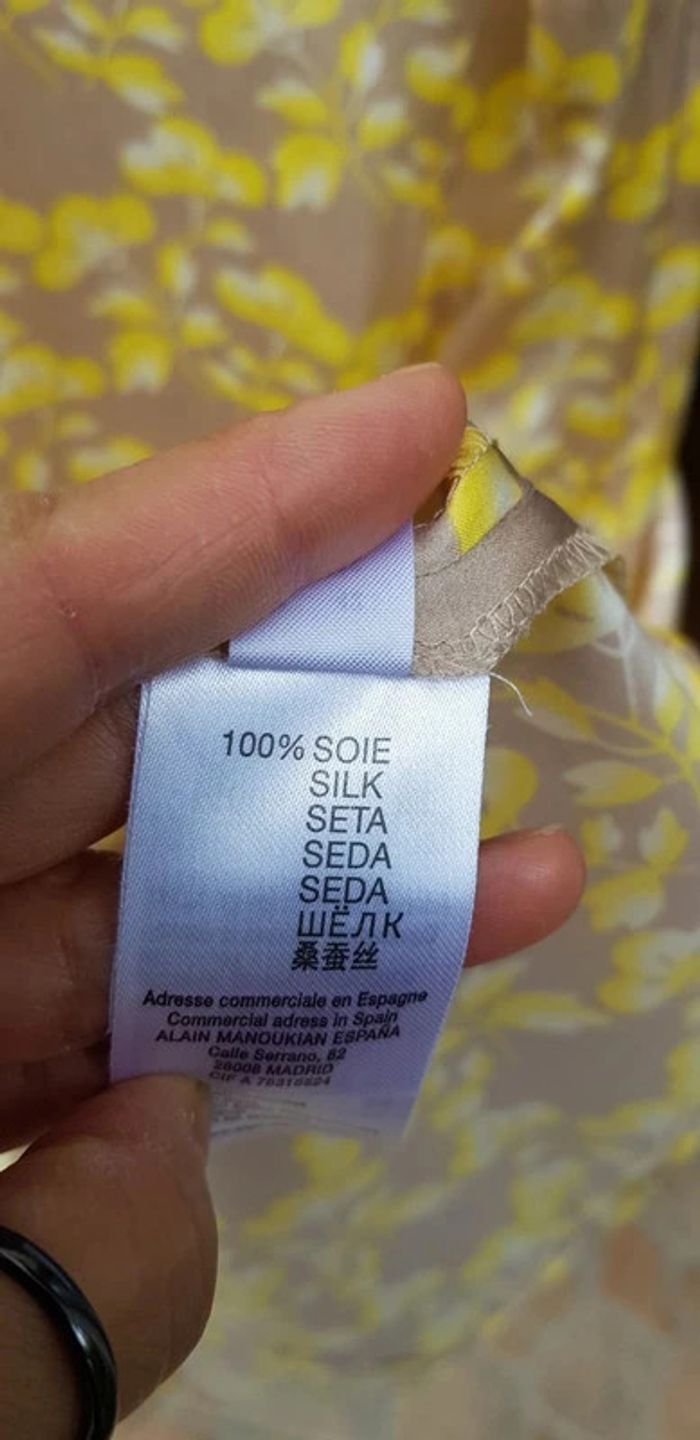 100% SOIE
SILK
SETA
SEDA
SEDA
ШЁЛК
桑蚕丝
Adresse commerciale en Espagne
Commercial adress in Spain
ALAIN MANOUKIAN ESPAÑA
Calle Serrano, 82
28006 MADRID
CIF A